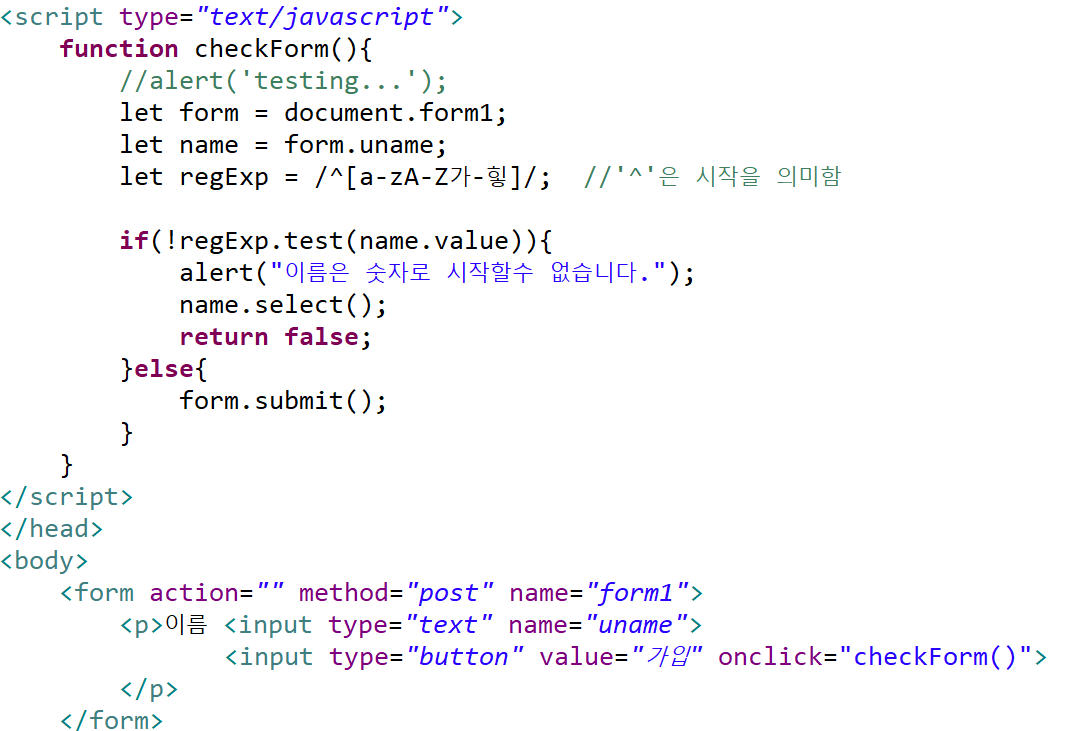 <script type="text/javascript">
    function checkForm(){
        //alert('testing...');
        let form = document.form1;
        let name = form.uname;
        let regExp = /^[a-zA-Z가-힣]/;  //'^'은 시작을 의미함

        if(!regExp.test(name.value)){
            alert("이름은 숫자로 시작할수 없습니다.");
            name.select();
            return false;
        }else{
            form.submit();
        }
    }
</script>
</head>
<body>
    <form action="" method="post" name="form1">
        <p>이름 <input type="text" name="uname">
               <input type="button" value="가입" onclick="checkForm()">
        </p>
    </form>